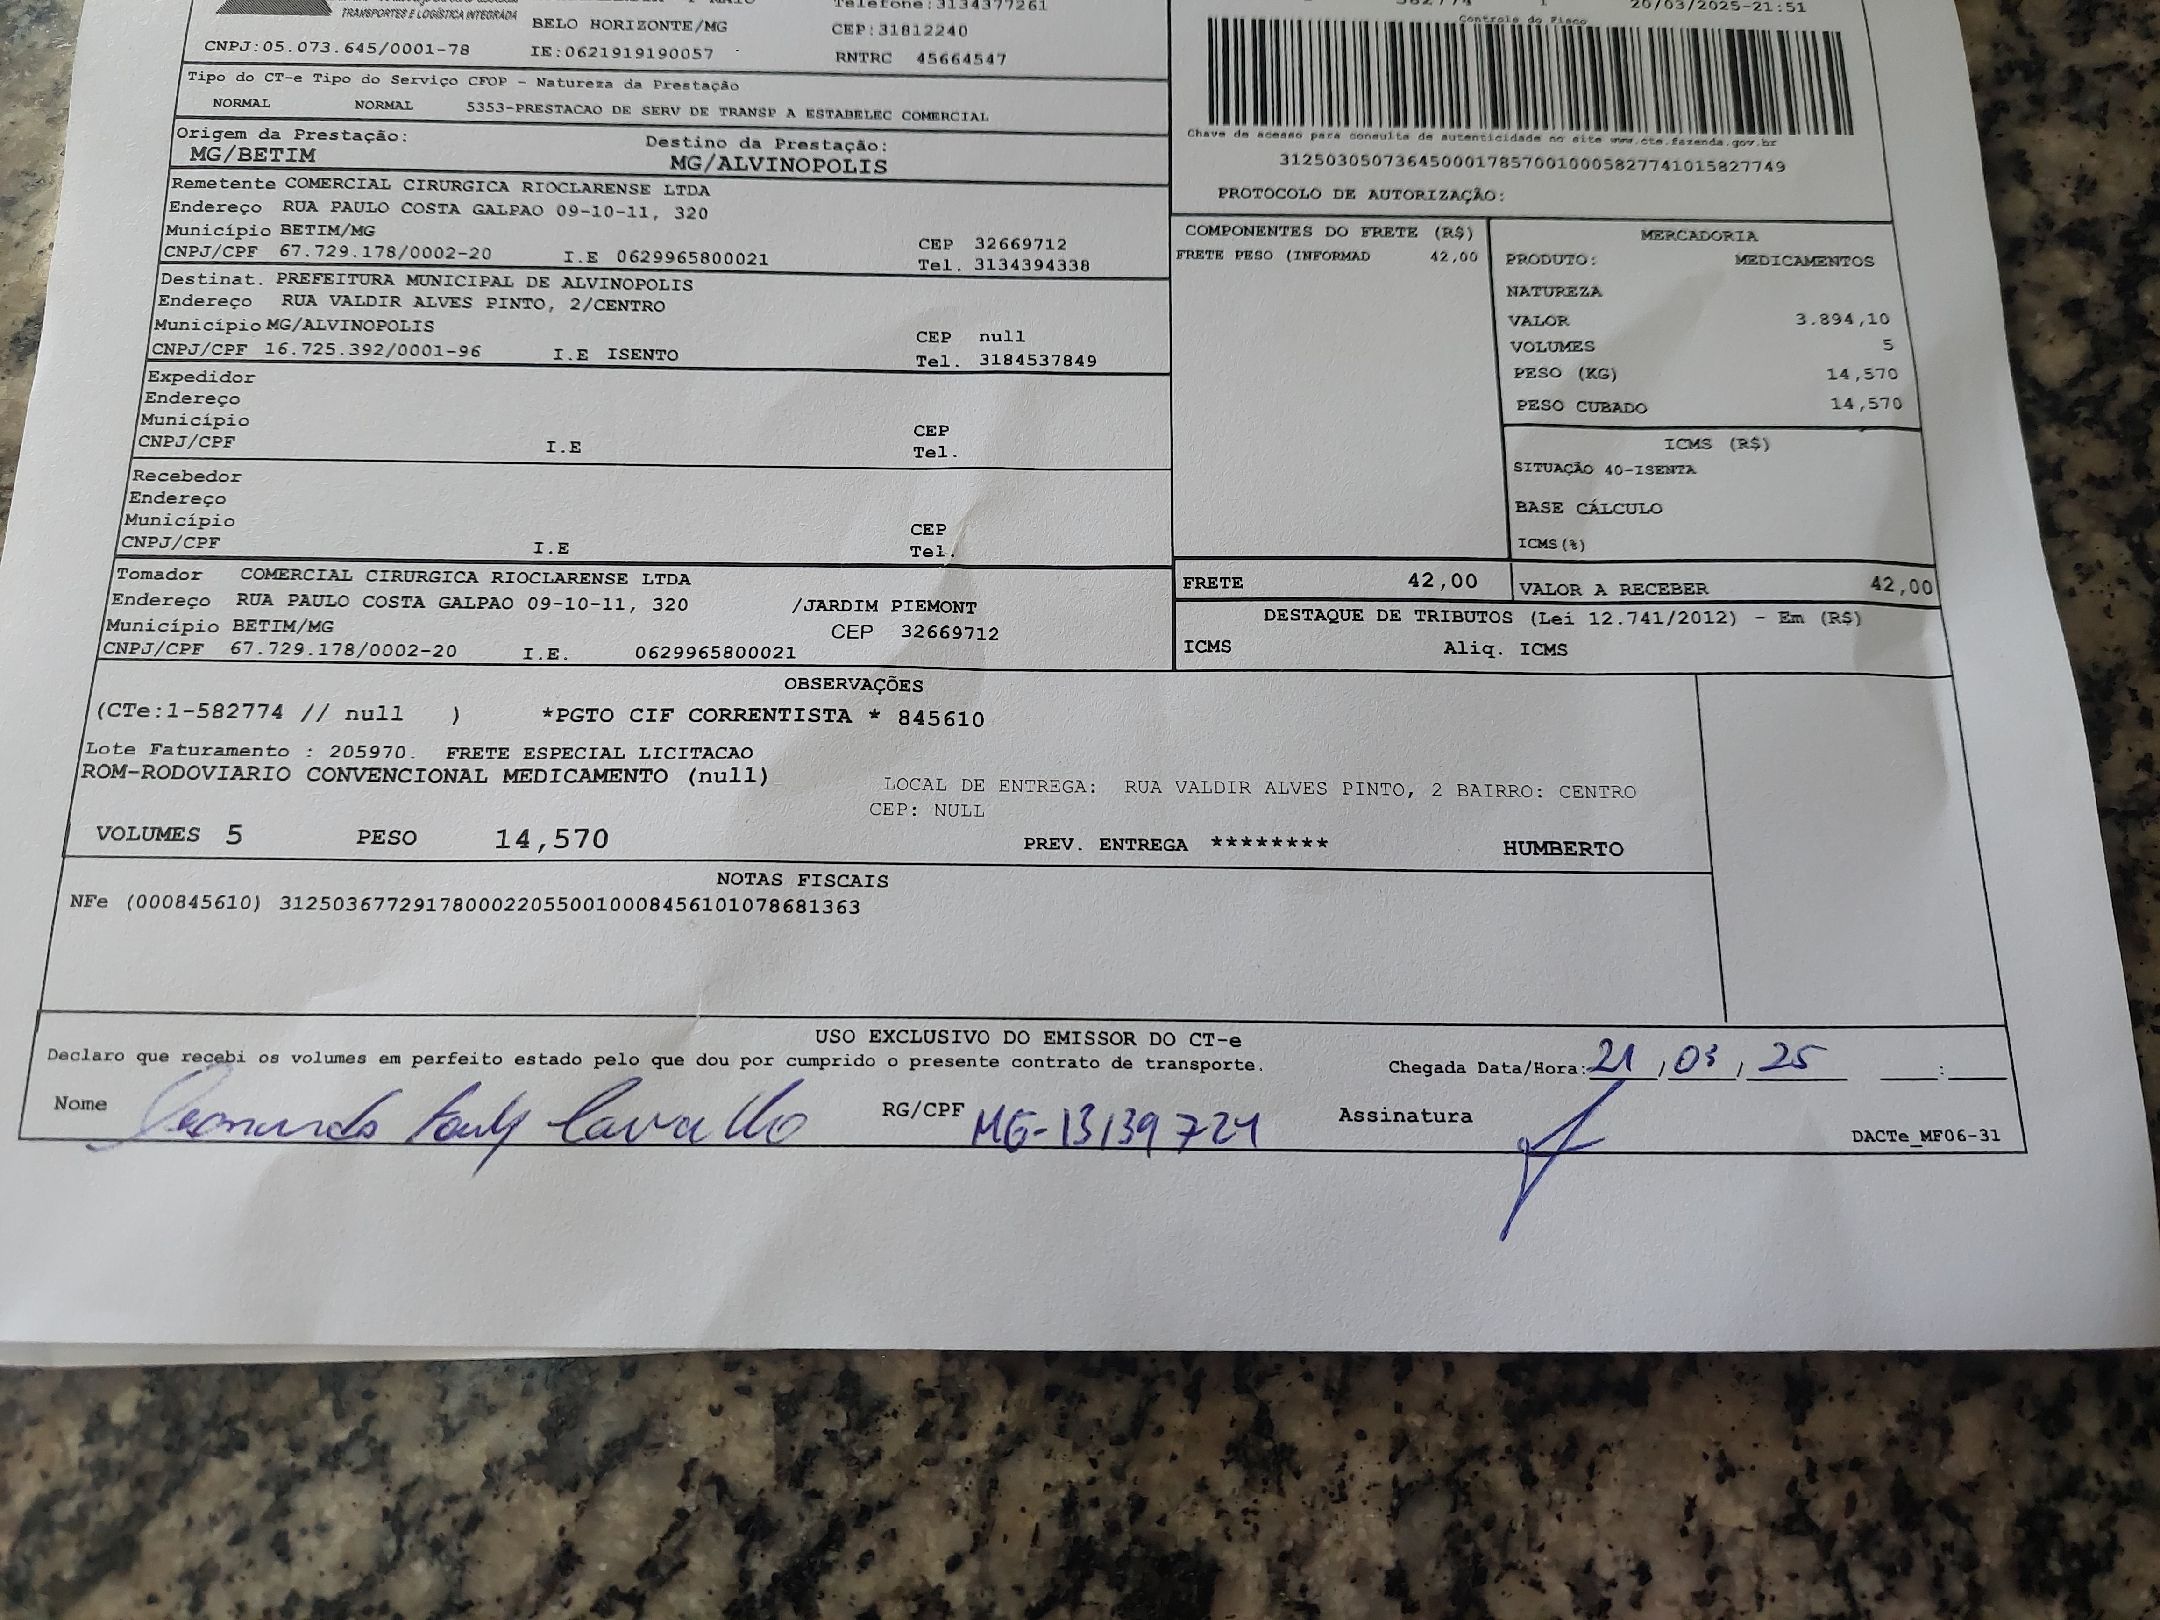 TRANSPORTES E LOGÍSTICA INTEGRADA
BELO HORIZONTE/MG
Telefone:3134377261
CEP:31812240
CNPJ:05.073.645/0001-78 IE:0621919190057 RNTRC 45664547
20/03/2025-21:51
Controle do Fisco
Tipo do CT-e Tipo do Serviço CFOP - Natureza da Prestação
NORMAL NORMAL 5353-PRESTACAO DE SERV DE TRANSP A ESTABELEC COMERCIAL
Chave de acesso para consulta de autenticidade no site www.cte.fazenda.gov.br
31250305073645000178570010005827741015827749
PROTOCOLO DE AUTORIZAÇÃO:
Origem da Prestação: Destino da Prestação:
MG/BETIM MG/ALVINOPOLIS
Remetente COMERCIAL CIRURGICA RIOCLARENSE LTDA
Endereço RUA PAULO COSTA GALPAO 09-10-11, 320
Município BETIM/MG CEP 32669712
CNPJ/CPF 67.729.178/0002-20 I.E 0629965800021 Tel. 3134394338
Destinat. PREFEITURA MUNICIPAL DE ALVINOPOLIS
Endereço RUA VALDIR ALVES PINTO, 2/CENTRO
Município MG/ALVINOPOLIS CEP null
CNPJ/CPF 16.725.392/0001-96 I.E ISENTO Tel. 3184537849
Expedidor
Endereço
Município CEP
CNPJ/CPF I.E Tel.
Recebedor
Endereço
Município CEP
CNPJ/CPF I.E Tel.
Tomador COMERCIAL CIRURGICA RIOCLARENSE LTDA
Endereço RUA PAULO COSTA GALPAO 09-10-11, 320 /JARDIM PIEMONT
Município BETIM/MG CEP 32669712
CNPJ/CPF 67.729.178/0002-20 I.E. 0629965800021
COMPONENTES DO FRETE (R$)
FRETE PESO (INFORMAD 42,00
MERCADORIA
PRODUTO: MEDICAMENTOS
NATUREZA
VALOR 3.894,10
VOLUMES 5
PESO (KG) 14,570
PESO CUBADO 14,570
ICMS (R$)
SITUAÇÃO 40-ISENTA
BASE CÁLCULO
ICMS(%)
FRETE 42,00 VALOR A RECEBER 42,00
DESTAQUE DE TRIBUTOS (Lei 12.741/2012) - Em (R$)
ICMS Aliq. ICMS
OBSERVAÇÕES
(CTe:1-582774 // null ) *PGTO CIF CORRENTISTA * 845610
Lote Faturamento : 205970. FRETE ESPECIAL LICITACAO
ROM-RODOVIARIO CONVENCIONAL MEDICAMENTO (null)
LOCAL DE ENTREGA: RUA VALDIR ALVES PINTO, 2 BAIRRO: CENTRO
CEP: NULL
VOLUMES 5 PESO 14,570 PREV. ENTREGA ******** HUMBERTO
NOTAS FISCAIS
NFe (000845610) 31250367729178000220550010008456101078681363
USO EXCLUSIVO DO EMISSOR DO CT-e
Declaro que recebi os volumes em perfeito estado pelo que dou por cumprido o presente contrato de transporte. Chegada Data/Hora: 21/03/25 __:__
Nome Carvalho RG/CPF MG-13139724 Assinatura
DACTe_MF06-31